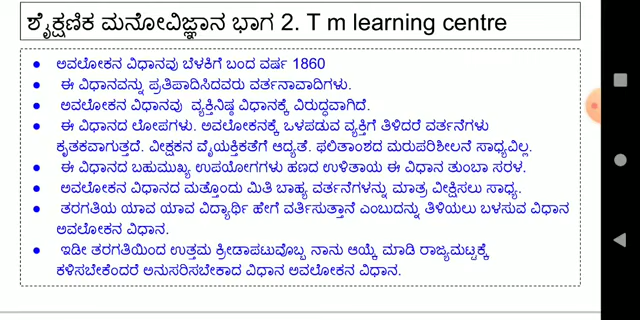 ಶೈಕ್ಷಣಿಕ ಮನೋವಿಜ್ಞಾನ ಭಾಗ 2. T m learning centre
ಅವಲೋಕನ ವಿಧಾನವು ಬೆಳಕಿಗೆ ಬಂದ ವರ್ಷ 1860
ಈ ವಿಧಾನವನ್ನು ಪ್ರತಿಪಾದಿಸಿದವರು ವರ್ತನಾವಾದಿಗಳು.
ಅವಲೋಕನ ವಿಧಾನವು ವ್ಯಕ್ತಿನಿಷ್ಠ ವಿಧಾನಕ್ಕೆ ವಿರುದ್ಧವಾಗಿದೆ.
ಈ ವಿಧಾನದ ಲೋಪಗಳು. ಅವಲೋಕನಕ್ಕೆ ಒಳಪಡುವ ವ್ಯಕ್ತಿಗೆ ತಿಳಿದರೆ ವರ್ತನೆಗಳು
ಕೃತಕವಾಗುತ್ತದೆ. ವೀಕ್ಷಕನ ವೈಯಕ್ತಿಕತೆಗೆ ಆದ್ಯತೆ. ಫಲಿತಾಂಶದ ಮರುಪರಿಶೀಲನೆ ಸಾಧ್ಯವಿಲ್ಲ.
ಈ ವಿಧಾನದ ಬಹುಮುಖ್ಯ ಉಪಯೋಗಗಳು ಹಣದ ಉಳಿತಾಯ ಈ ವಿಧಾನ ತುಂಬಾ ಸರಳ.
ಅವಲೋಕನ ವಿಧಾನದ ಮತ್ತೊಂದು ಮಿತಿ ಬಾಹ್ಯ ವರ್ತನೆಗಳನ್ನು ಮಾತ್ರ ವೀಕ್ಷಿಸಲು ಸಾಧ್ಯ.
ತರಗತಿಯ ಯಾವ ಯಾವ ವಿದ್ಯಾರ್ಥಿ ಹೇಗೆ ವರ್ತಿಸುತ್ತಾನೆ ಎಂಬುದನ್ನು ತಿಳಿಯಲು ಬಳಸುವ ವಿಧಾನ
ಅವಲೋಕನ ವಿಧಾನ.
ಇಡೀ ತರಗತಿಯಿಂದ ಉತ್ತಮ ಕ್ರೀಡಾಪಟುವೊಬ್ಬ ನಾನು ಆಯ್ಕೆ ಮಾಡಿ ರಾಜ್ಯಮಟ್ಟಕ್ಕೆ
ಕಳಿಸಬೇಕೆಂದರೆ ಅನುಸರಿಸಬೇಕಾದ ವಿಧಾನ ಅವಲೋಕನ ವಿಧಾನ.